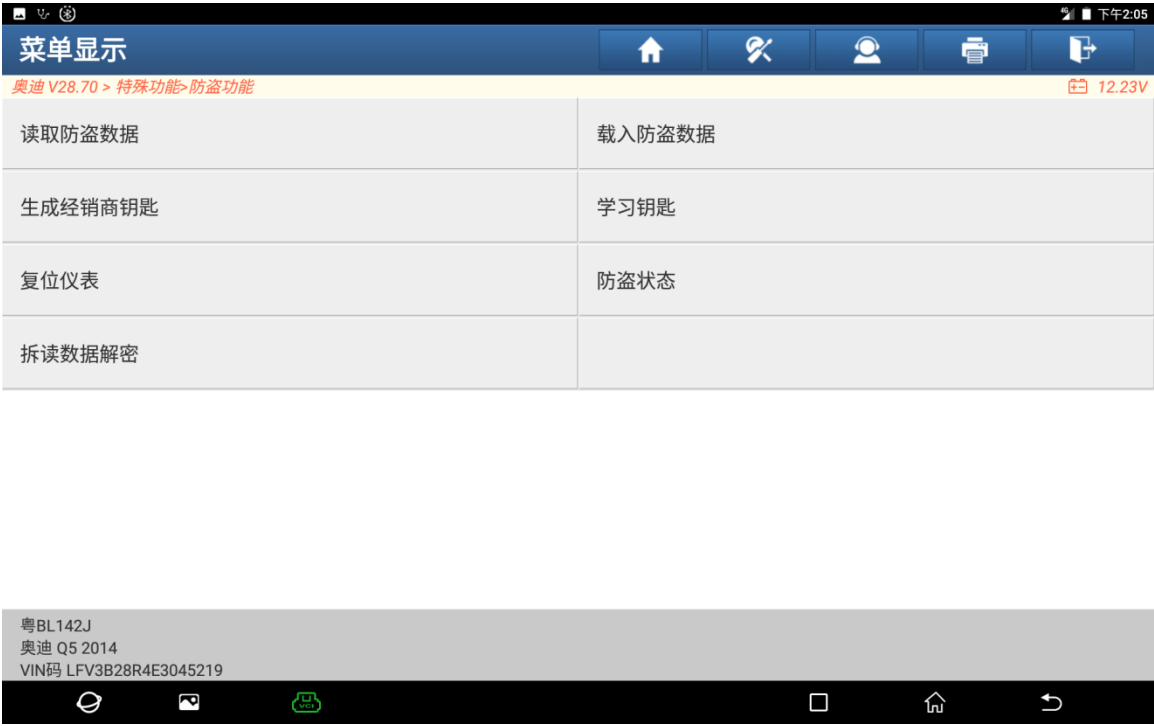 下午2:05
菜单显示
奥迪 V28.70 > 特殊功能>防盗功能
12.23V
读取防盗数据
载入防盗数据
生成经销商钥匙
学习钥匙
复位仪表
防盗状态
拆读数据解密
粤BL142J
奥迪 Q5 2014
VIN码 LFV3B28R4E3045219
VCI